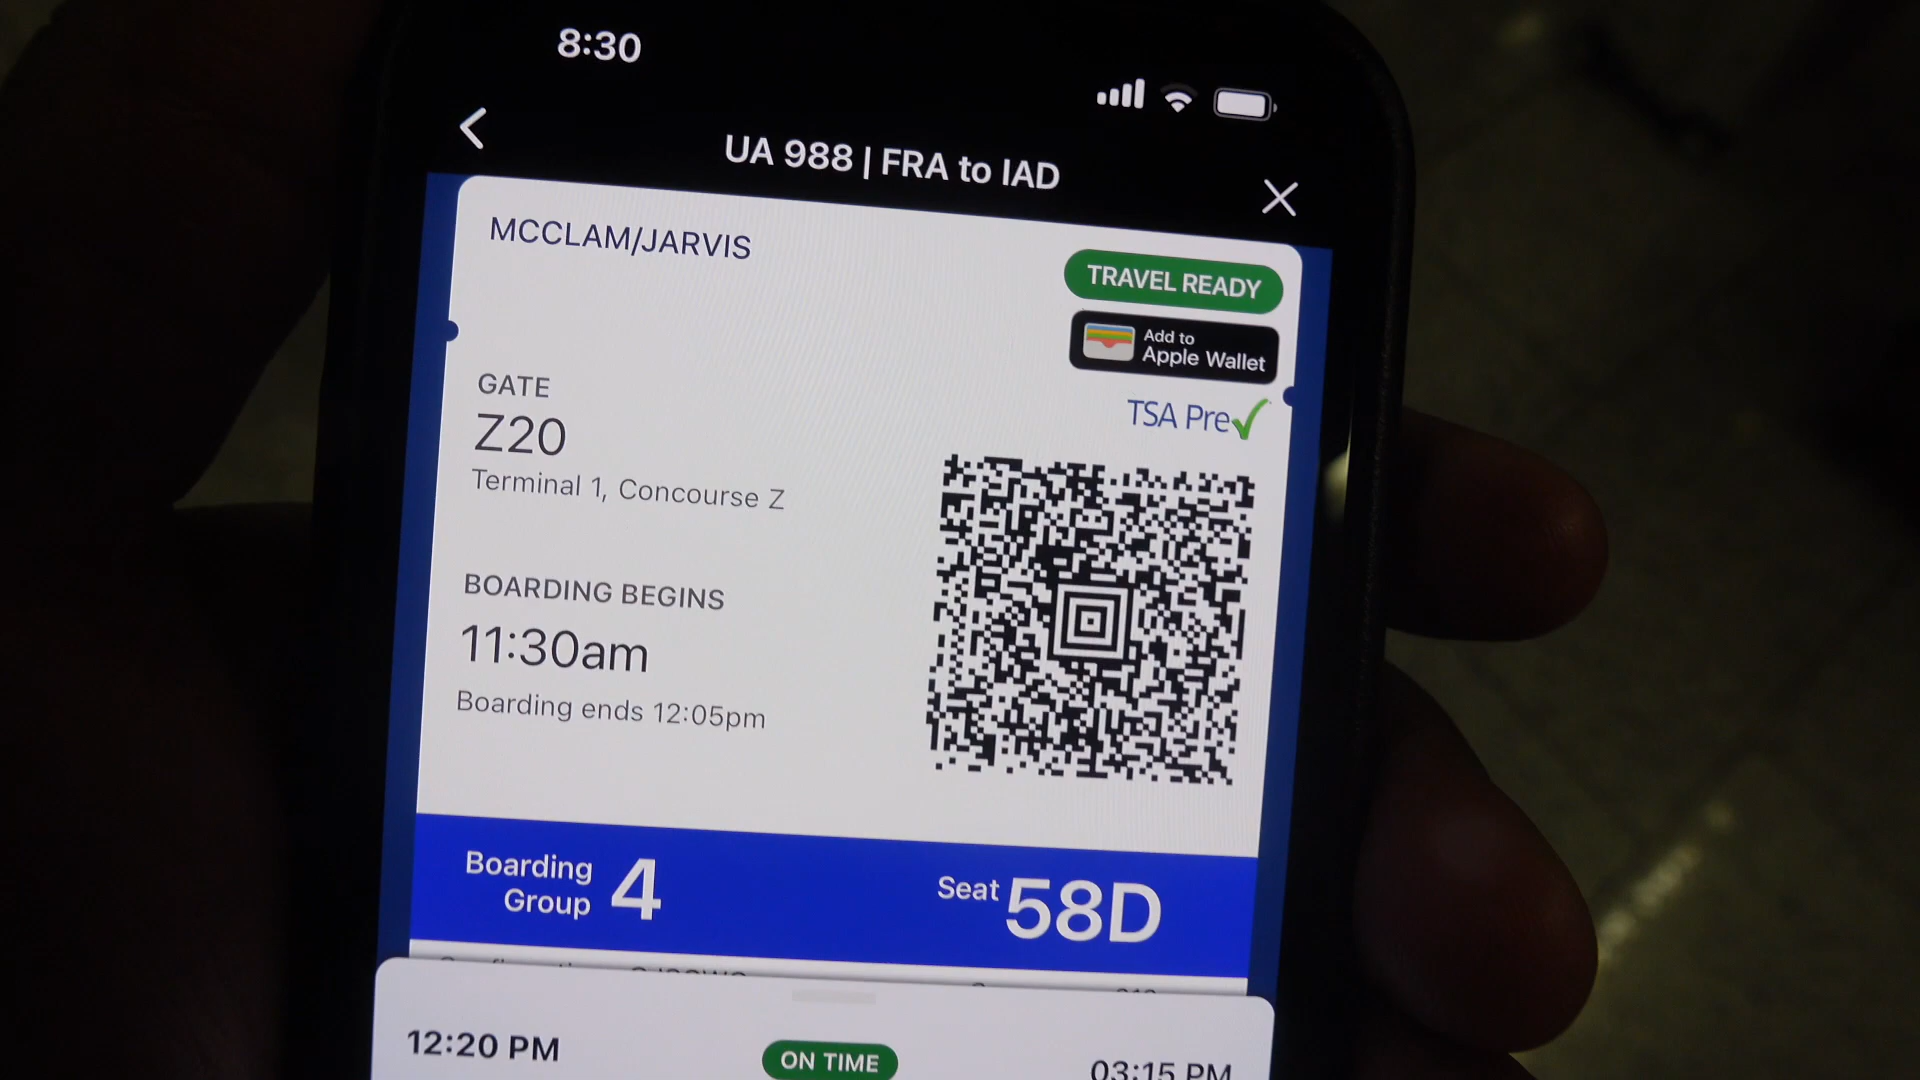 8:30
UA 988 | FRA to IAD
MCCLAM/JARVIS
TRAVEL READY
Add to
Apple Wallet
TSA Pre
GATE
Z20
Terminal 1, Concourse Z
BOARDING BEGINS
11:30am
Boarding ends 12:05pm
Boarding
Group 4
Seat 58D
12:20 PM
ON TIME
03:15 PM